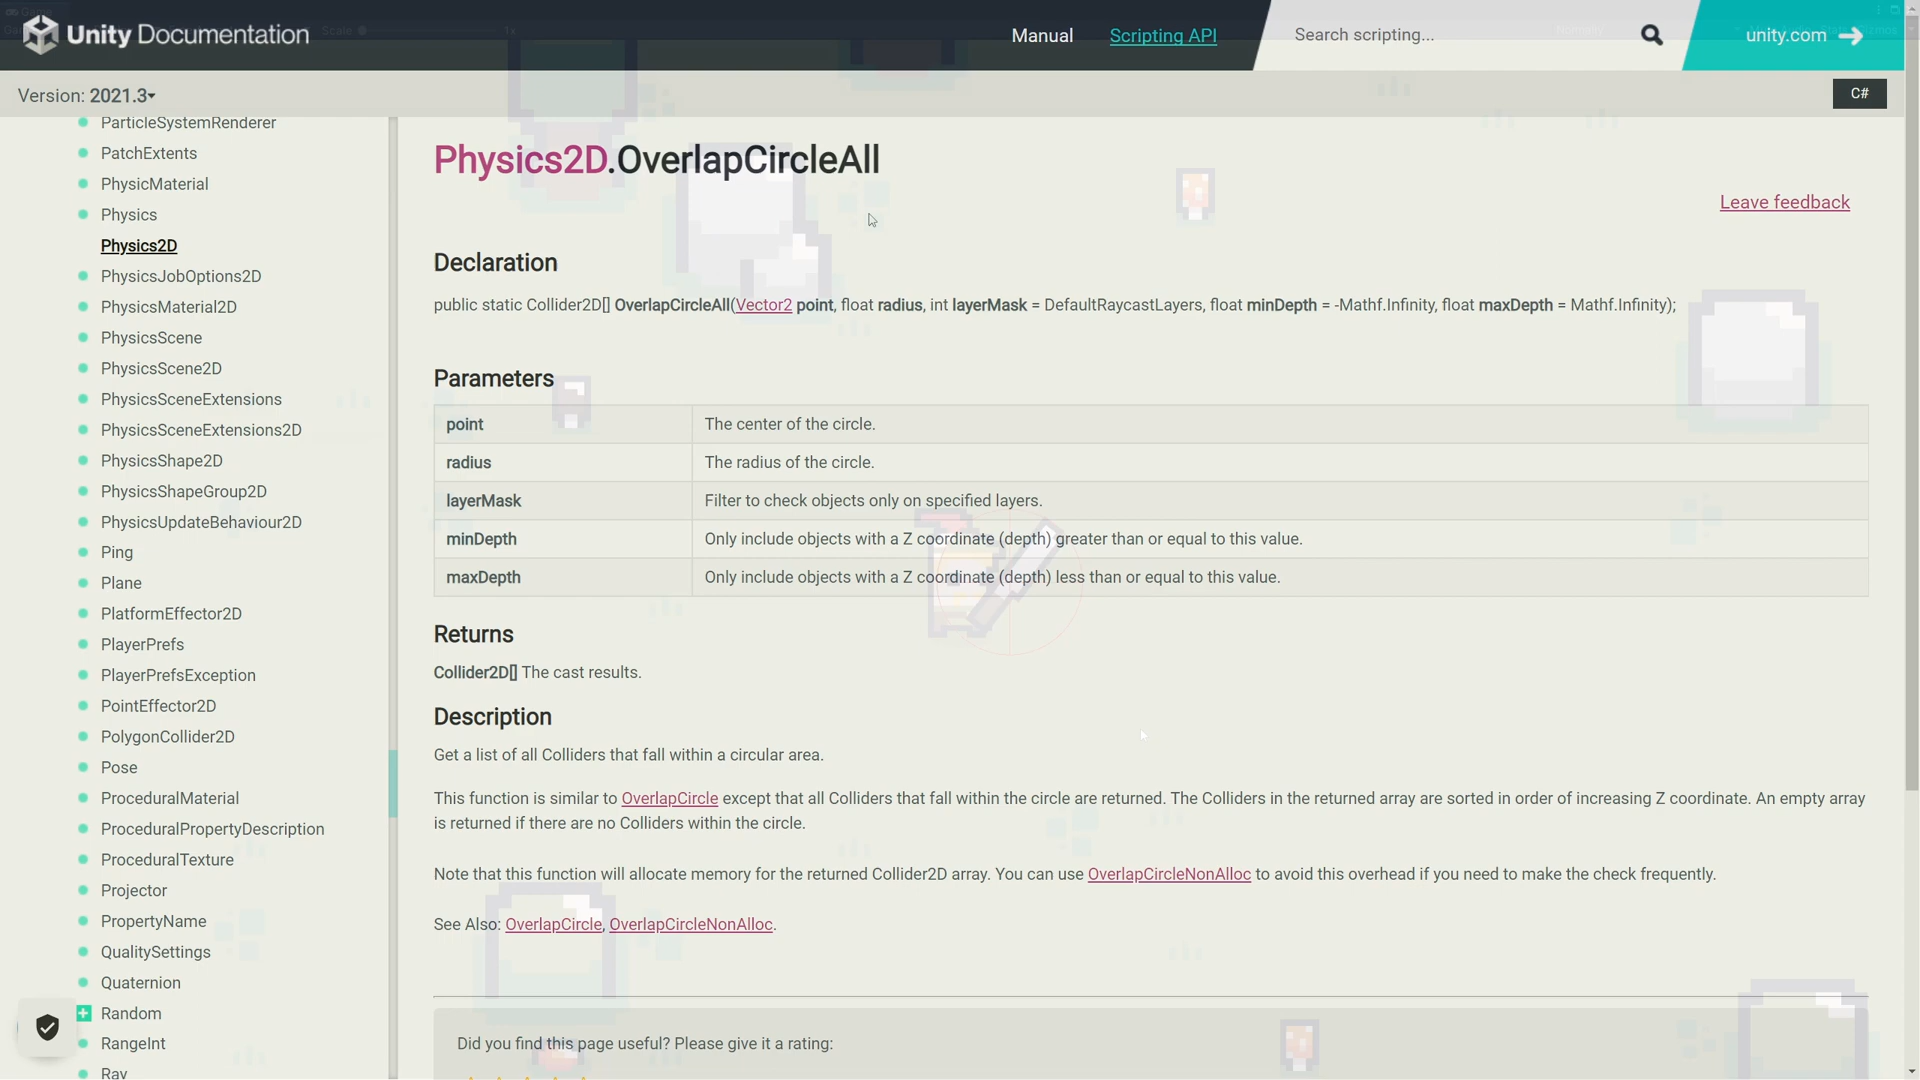 Unity Documentation
Manual
Scripting API
Search scripting...
unity.com
Version: 2021.3
C#
ParticleSystemRenderer
PatchExtents
PhysicMaterial
Physics
Physics2D
PhysicsJobOptions2D
PhysicsMaterial2D
PhysicsScene
PhysicsScene2D
PhysicsSceneExtensions
PhysicsSceneExtensions2D
PhysicsShape2D
PhysicsShapeGroup2D
PhysicsUpdateBehaviour2D
Ping
Plane
PlatformEffector2D
PlayerPrefs
PlayerPrefsException
PointEffector2D
PolygonCollider2D
Pose
ProceduralMaterial
ProceduralPropertyDescription
ProceduralTexture
Projector
PropertyName
QualitySettings
Quaternion
Random
RangeInt
Ray
Physics2D.OverlapCircleAll
Leave feedback
Declaration
public static Collider2D[] OverlapCircleAll(Vector2 point, float radius, int layerMask = DefaultRaycastLayers, float minDepth = -Mathf.Infinity, float maxDepth = Mathf.Infinity);
Parameters
point The center of the circle.
radius The radius of the circle.
layerMask Filter to check objects only on specified layers.
minDepth Only include objects with a Z coordinate (depth) greater than or equal to this value.
maxDepth Only include objects with a Z coordinate (depth) less than or equal to this value.
Returns
Collider2D[] The cast results.
Description
Get a list of all Colliders that fall within a circular area.
This function is similar to OverlapCircle except that all Colliders that fall within the circle are returned. The Colliders in the returned array are sorted in order of increasing Z coordinate. An empty array
is returned if there are no Colliders within the circle.
Note that this function will allocate memory for the returned Collider2D array. You can use OverlapCircleNonAlloc to avoid this overhead if you need to make the check frequently.
See Also: OverlapCircle, OverlapCircleNonAlloc.
Did you find this page useful? Please give it a rating: